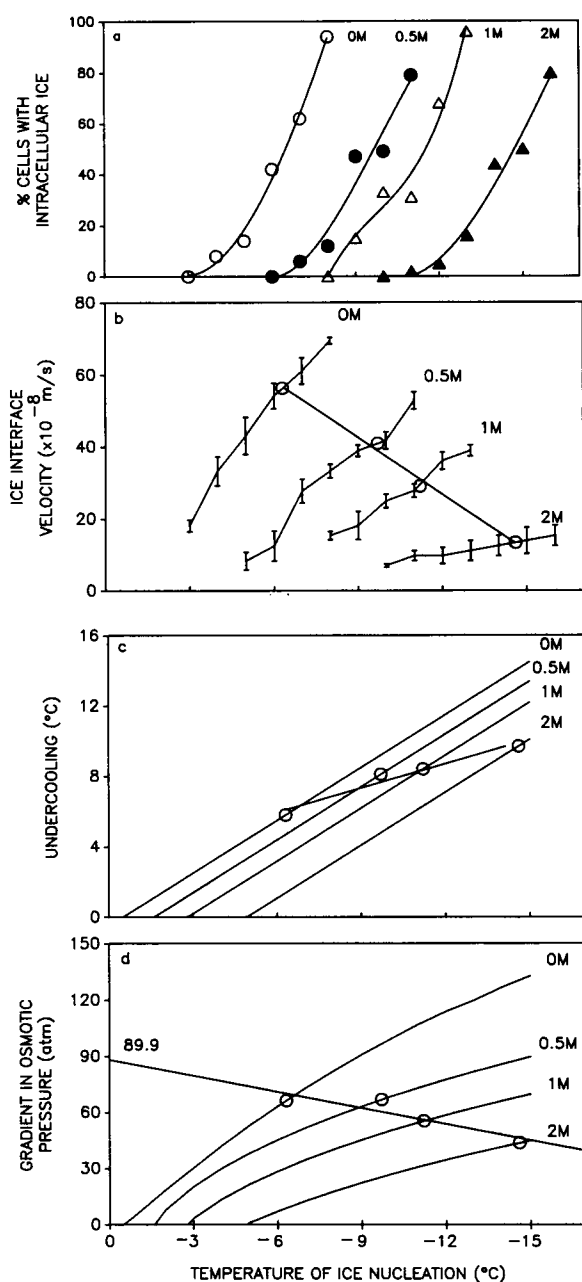 a
0M
0.5M
1M
2M
100
80
60
40
20
0
% CELLS WITH
INTRACELLULAR ICE
b
0M
0.5M
1M
2M
80
60
40
20
0
ICE INTERFACE
VELOCITY (x10⁻⁸m/s)
c
0M
0.5M
1M
2M
16
12
8
4
0
UNDERCOOLING (°C)
d
0M
89.9
0.5M
1M
2M
150
120
90
60
30
0
GRADIENT IN OSMOTIC
PRESSURE (atm)
0 −3 −6 −9 −12 −15
TEMPERATURE OF ICE NUCLEATION (°C)